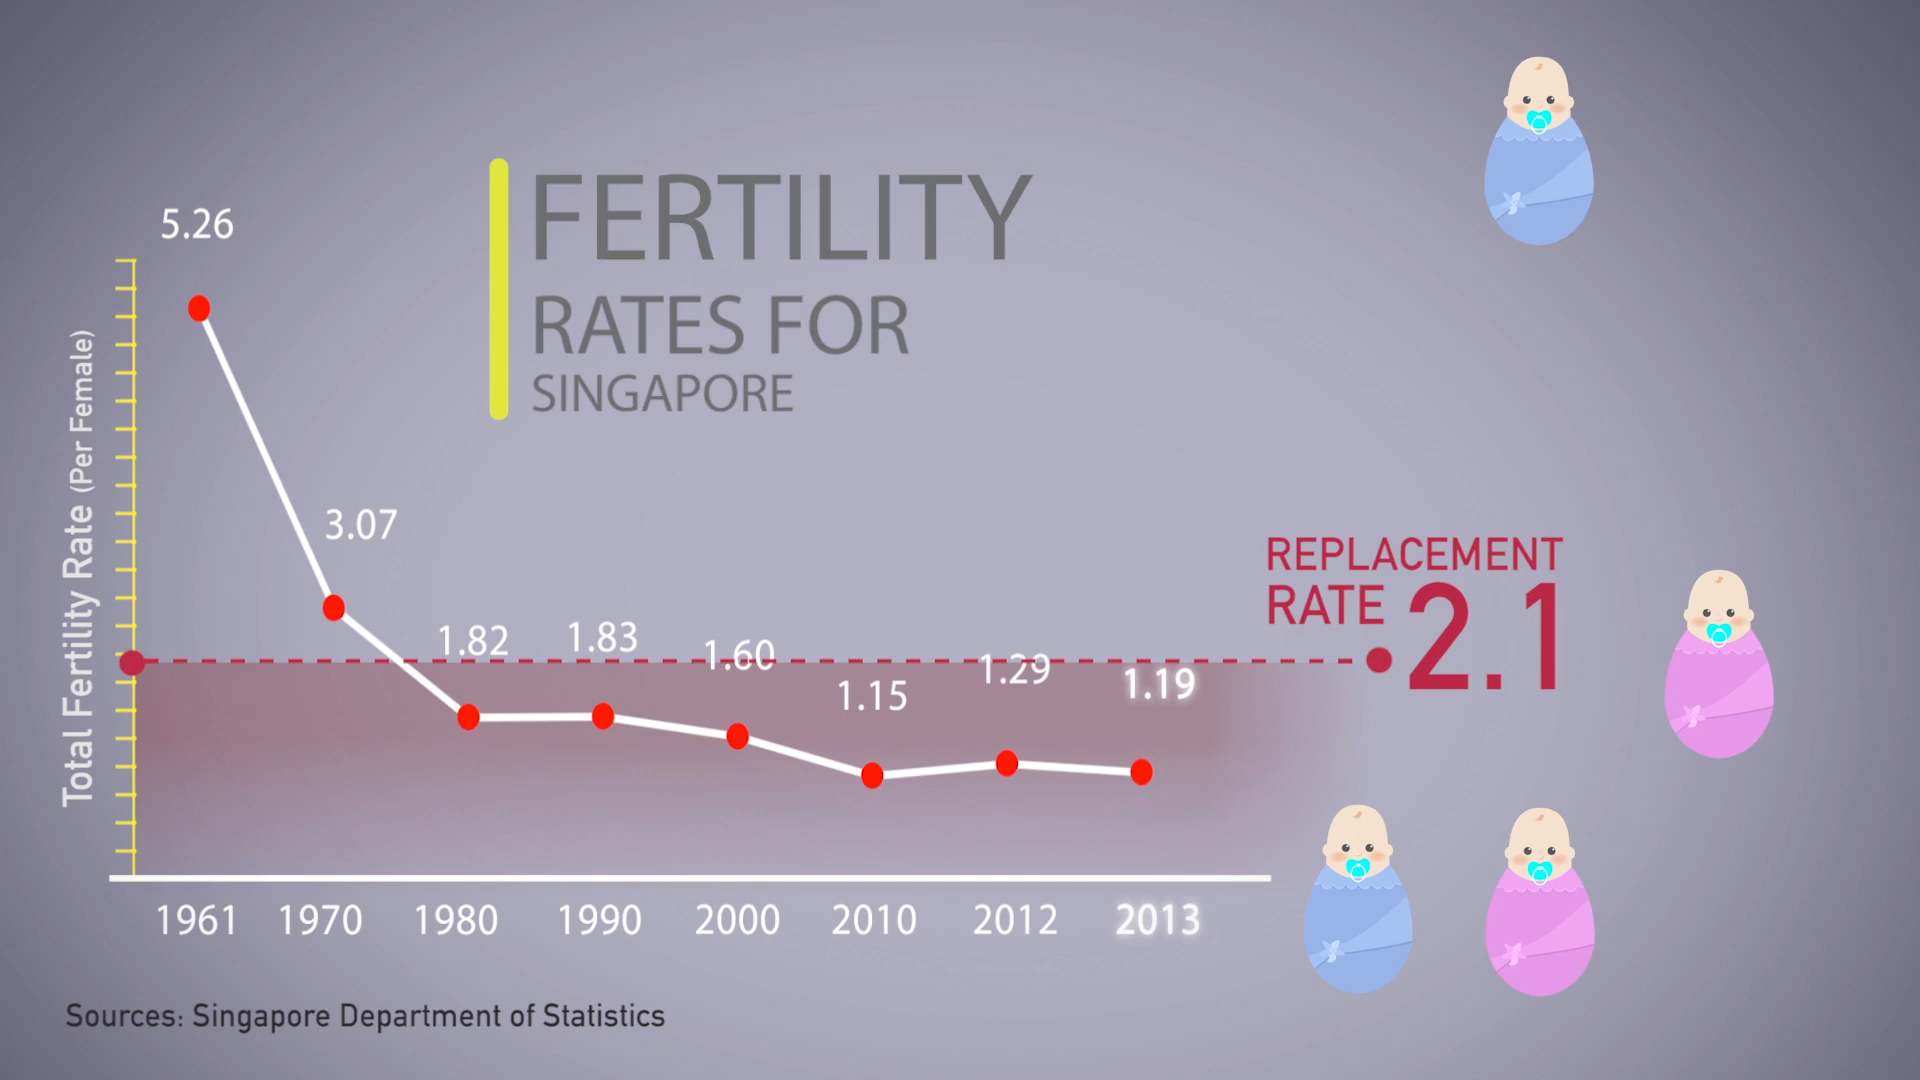 FERTILITY
RATES FOR
SINGAPORE
Total Fertility Rate (Per Female)
5.26
3.07
1.82
1.83
1.60
1.15
1.29
1.19
REPLACEMENT
RATE
2.1
1961 1970 1980 1990 2000 2010 2012 2013
Sources: Singapore Department of Statistics